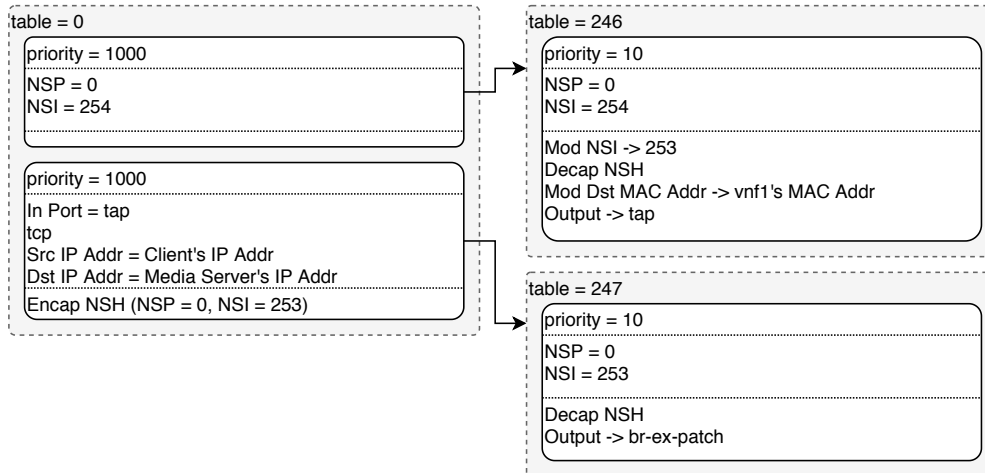 table = 0
priority = 1000
NSP = 0
NSI = 254
priority = 1000
In Port = tap
tcp
Src IP Addr = Client's IP Addr
Dst IP Addr = Media Server's IP Addr
Encap NSH (NSP = 0, NSI = 253)
table = 246
priority = 10
NSP = 0
NSI = 254
Mod NSI -> 253
Decap NSH
Mod Dst MAC Addr -> vnf1's MAC Addr
Output -> tap
table = 247
priority = 10
NSP = 0
NSI = 253
Decap NSH
Output -> br-ex-patch